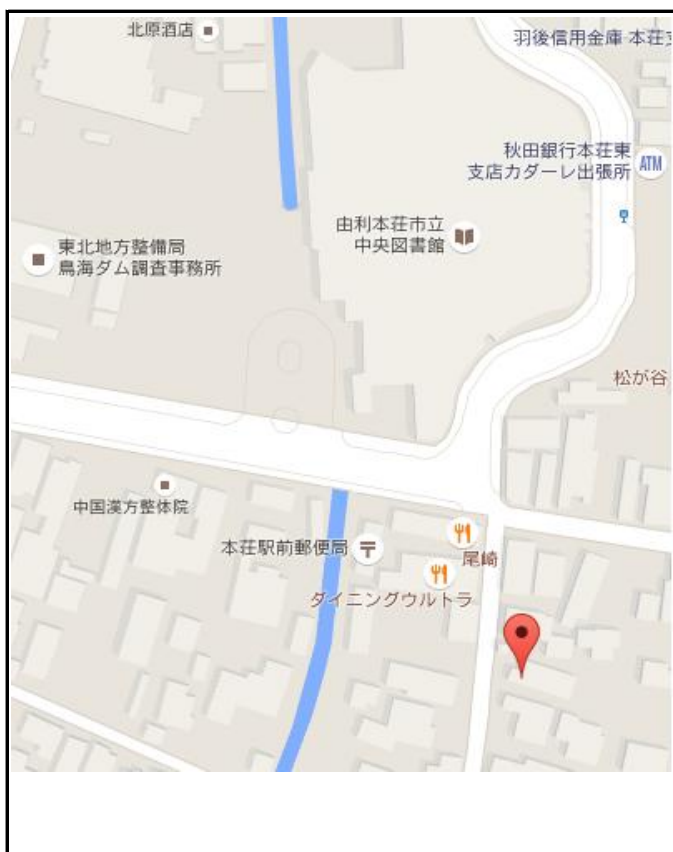 北原酒店
羽後信用金庫 本荘支
秋田銀行本荘東
支店カダーレ出張所
ATM
由利本荘市立
中央図書館
東北地方整備局
鳥海ダム調査事務所
松が谷
中国漢方整体院
本荘駅前郵便局
〒
尾崎
ダイニングウルトラ